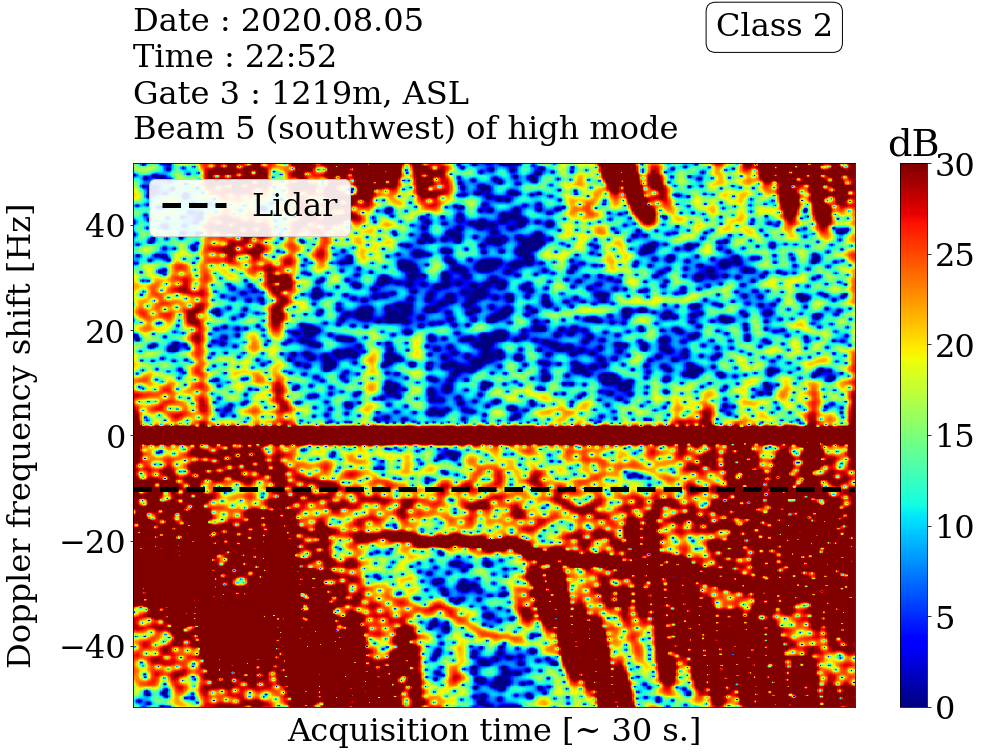 Date : 2020.08.05
Time : 22:52
Gate 3 : 1219m, ASL
Beam 5 (southwest) of high mode
Class 2
dB
Lidar
Doppler frequency shift [Hz]
40
20
0
−20
−40
Acquisition time [~ 30 s.]
30
25
20
15
10
5
0